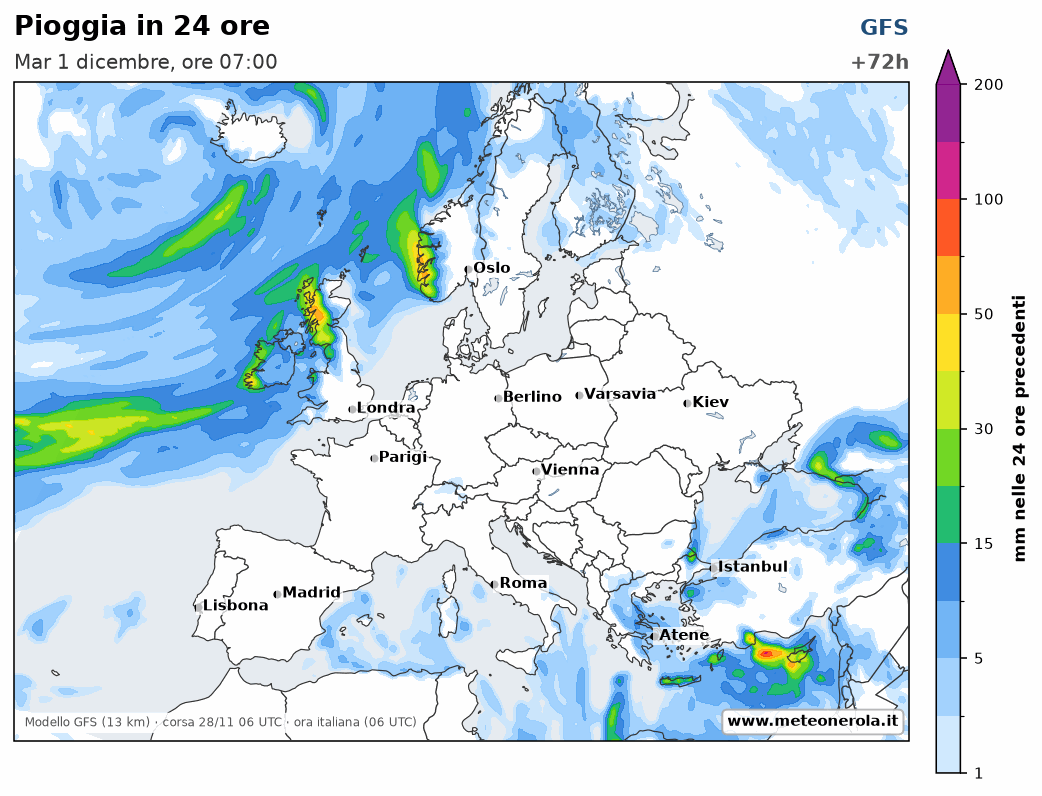 Pioggia in 24 ore
GFS
Mar 1 dicembre, ore 07:00
+72h
200
100
50
30
15
5
1
mm nelle 24 ore precedenti
Oslo
Berlino
Varsavia
Kiev
Londra
Parigi
Vienna
Istanbul
Roma
Madrid
Lisbona
Atene
Modello GFS (13 km) · corsa 28/11 06 UTC · ora italiana (06 UTC)
www.meteonerola.it